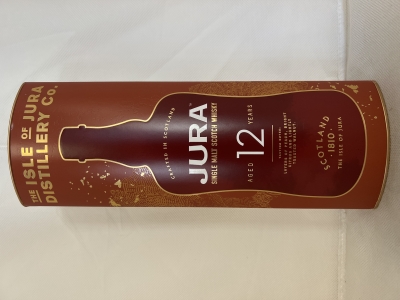 THE ISLE OF JURA
DISTILLERY Co.
CRAFTED IN SCOTLAND
JURA
SINGLE MALT SCOTCH WHISKY
AGED 12 YEARS
SCOTLAND
·1810·
THE ISLE OF JURA